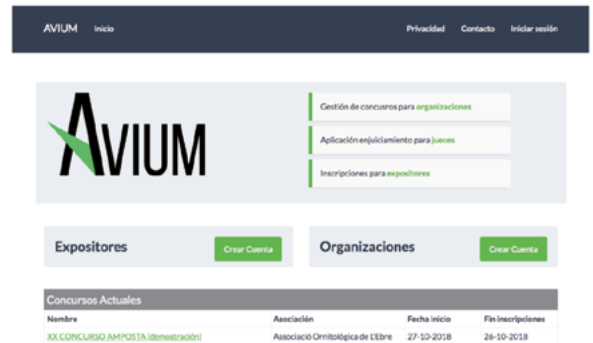 AVIUM Inicio Privacidad Contacto Iniciar sesión
AVIUM
Gestión de concusros para organizaciones
Aplicación enjuiciamiento para jueces
Inscripciones para expositores
Expositores Crear Cuenta Organizaciones Crear Cuenta
Concursos Actuales
Nombre Asociación Fecha inicio Fin inscripciones
XX CONCURSO AMPOSTA (demostración) Associació Ornitológica de L'Ebre 27-10-2018 26-10-2018